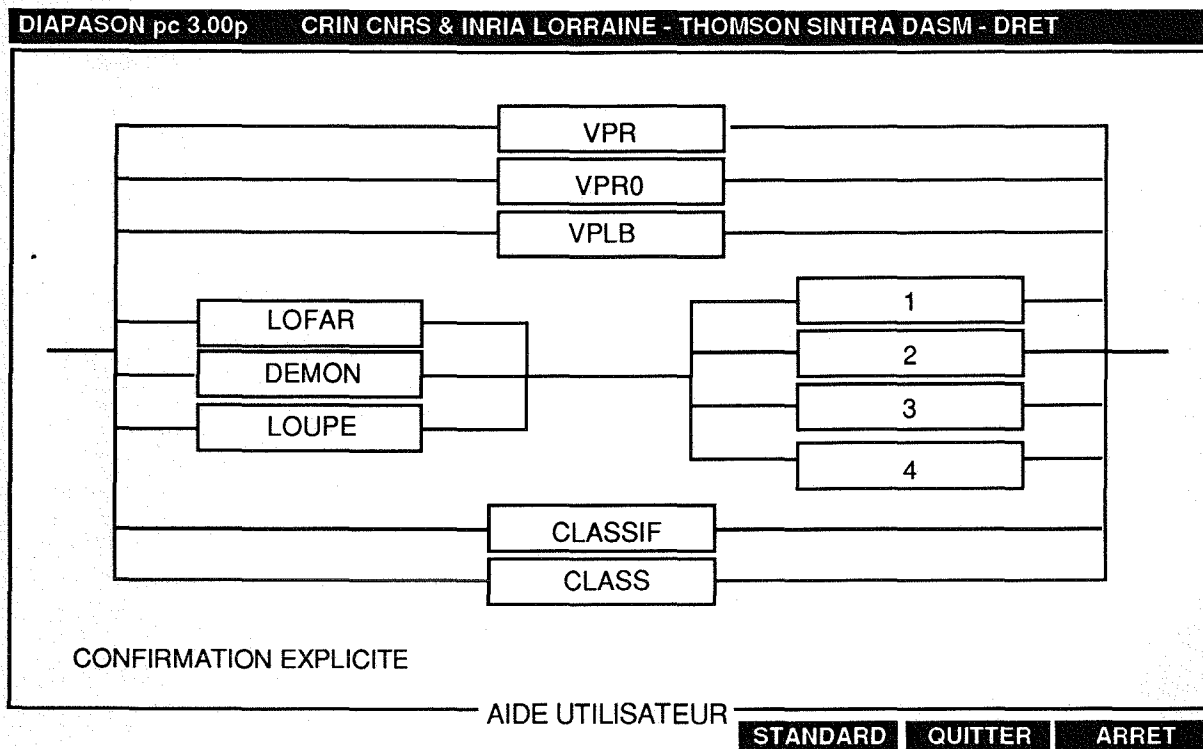 DIAPASON pc 3.00p CRIN CNRS & INRIA LORRAINE - THOMSON SINTRA DASM - DRET
VPR
VPR0
VPLB
LOFAR
DEMON
LOUPE
1
2
3
4
CLASSIF
CLASS
CONFIRMATION EXPLICITE
AIDE UTILISATEUR
STANDARD QUITTER ARRET